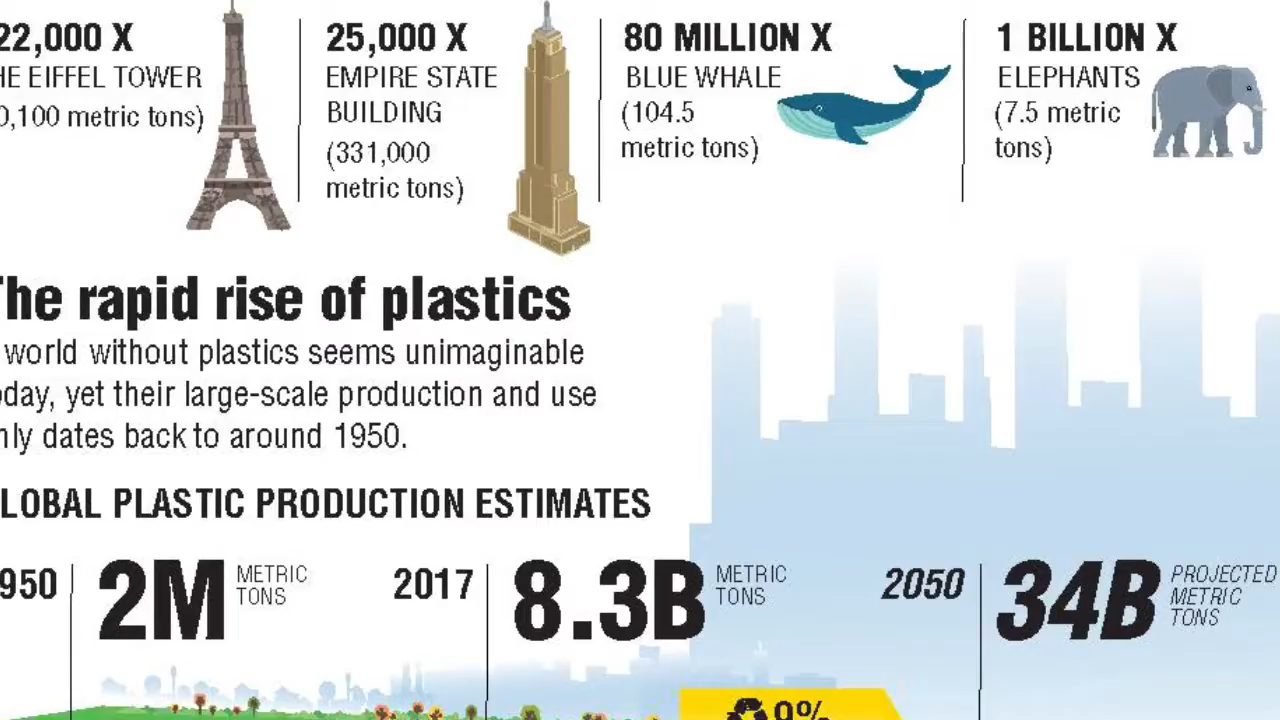 22,000 X
HE EIFFEL TOWER
0,100 metric tons)
25,000 X
EMPIRE STATE
BUILDING
(331,000
metric tons)
80 MILLION X
BLUE WHALE
(104.5
metric tons)
1 BILLION X
ELEPHANTS
(7.5 metric
tons)
The rapid rise of plastics
world without plastics seems unimaginable
oday, yet their large-scale production and use
nly dates back to around 1950.
LOBAL PLASTIC PRODUCTION ESTIMATES
950
2M METRIC
TONS
2017
8.3B METRIC
TONS
2050
34B PROJECTED
METRIC
TONS
9%